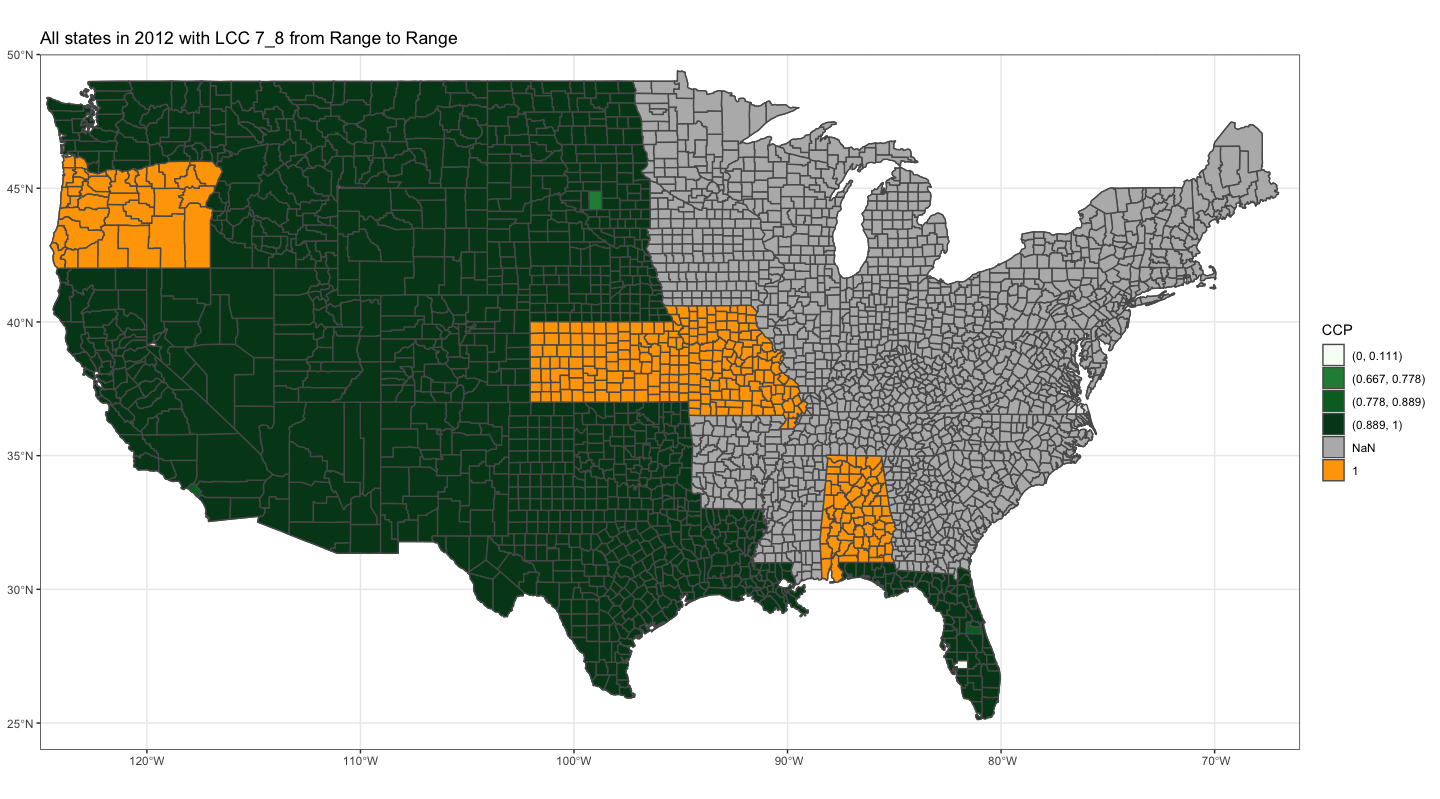 All states in 2012 with LCC 7_8 from Range to Range
50°N
45°N
40°N
35°N
30°N
25°N
120°W
110°W
100°W
90°W
80°W
70°W
CCP
(0, 0.111)
(0.667, 0.778)
(0.778, 0.889)
(0.889, 1)
NaN
1